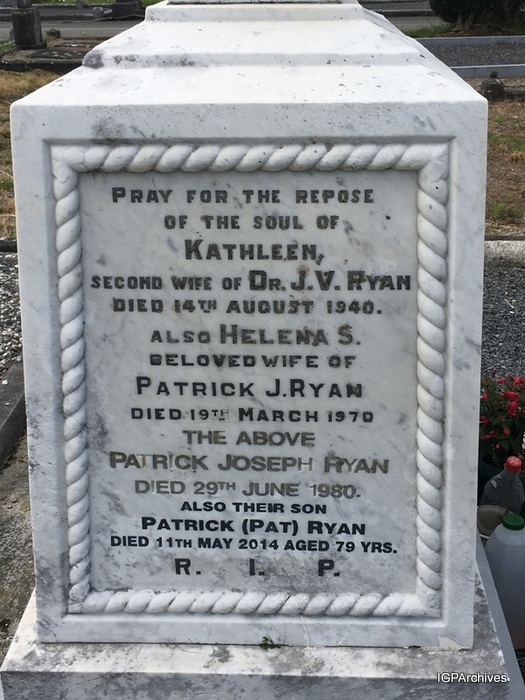 PRAY FOR THE REPOSE
OF THE SOUL OF
KATHLEEN,
SECOND WIFE OF DR. J.V. RYAN
DIED 14TH AUGUST 1940.
ALSO HELENA S.
BELOVED WIFE OF
PATRICK J. RYAN
DIED 19TH MARCH 1970
THE ABOVE
PATRICK JOSEPH RYAN
DIED 29TH JUNE 1980.
ALSO THEIR SON
PATRICK (PAT) RYAN
DIED 11TH MAY 2014 AGED 79 YRS.
R. I. P.
IGPArchives